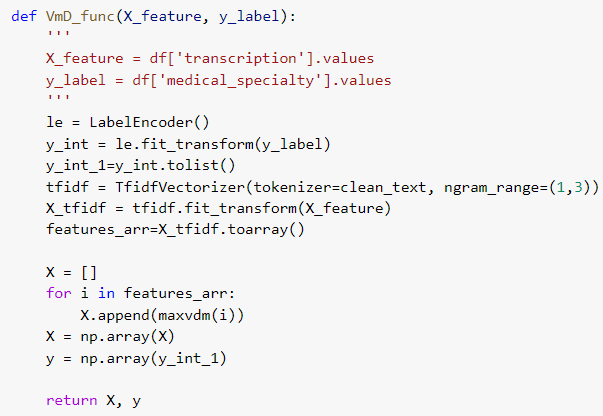 def VmD_func(X_feature, y_label):
    '''
    X_feature = df['transcription'].values
    y_label = df['medical_specialty'].values
    '''
    le = LabelEncoder()
    y_int = le.fit_transform(y_label)
    y_int_1=y_int.tolist()
    tfidf = TfidfVectorizer(tokenizer=clean_text, ngram_range=(1,3))
    X_tfidf = tfidf.fit_transform(X_feature)
    features_arr=X_tfidf.toarray()

    X = []
    for i in features_arr:
        X.append(maxvdm(i))
    X = np.array(X)
    y = np.array(y_int_1)

    return X, y